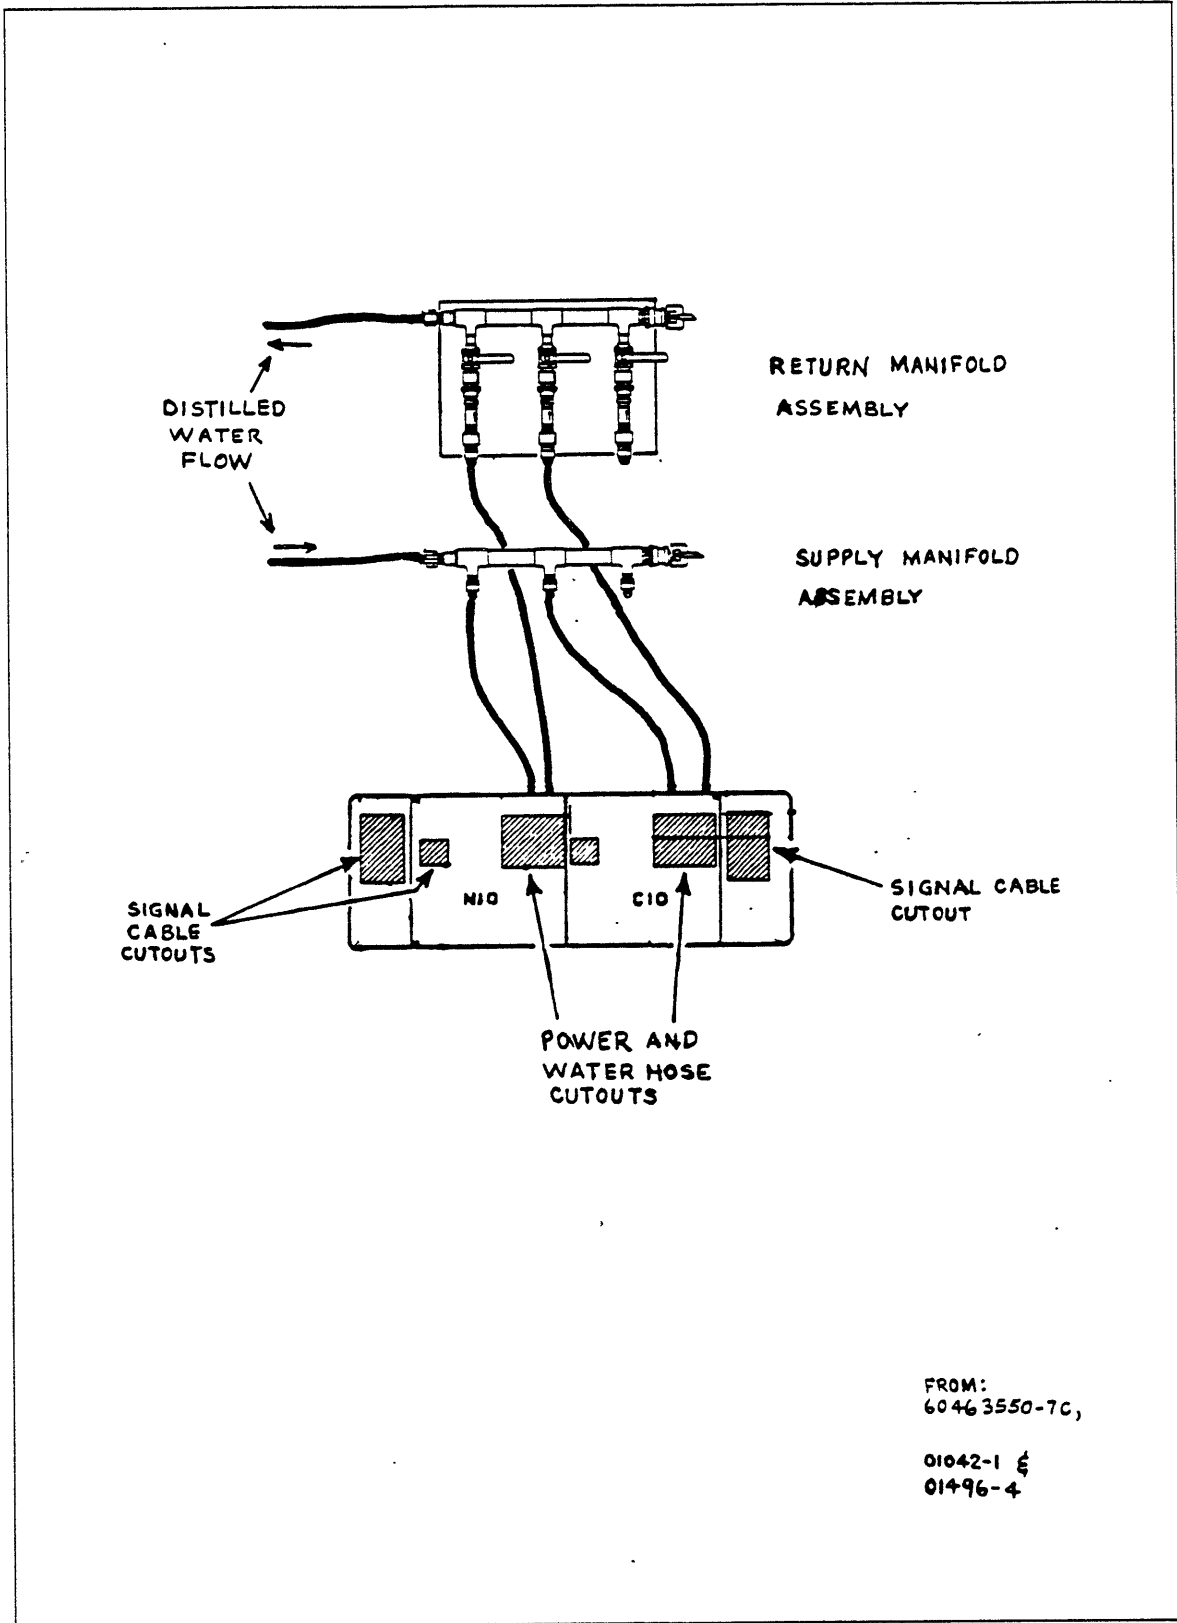 RETURN MANIFOLD
ASSEMBLY
DISTILLED
WATER
FLOW
SUPPLY MANIFOLD
ASSEMBLY
NIO
CIO
SIGNAL
CABLE
CUTOUTS
SIGNAL CABLE
CUTOUT
POWER AND
WATER HOSE
CUTOUTS
FROM:
60463550-7C,
01042-1 &
01496-4